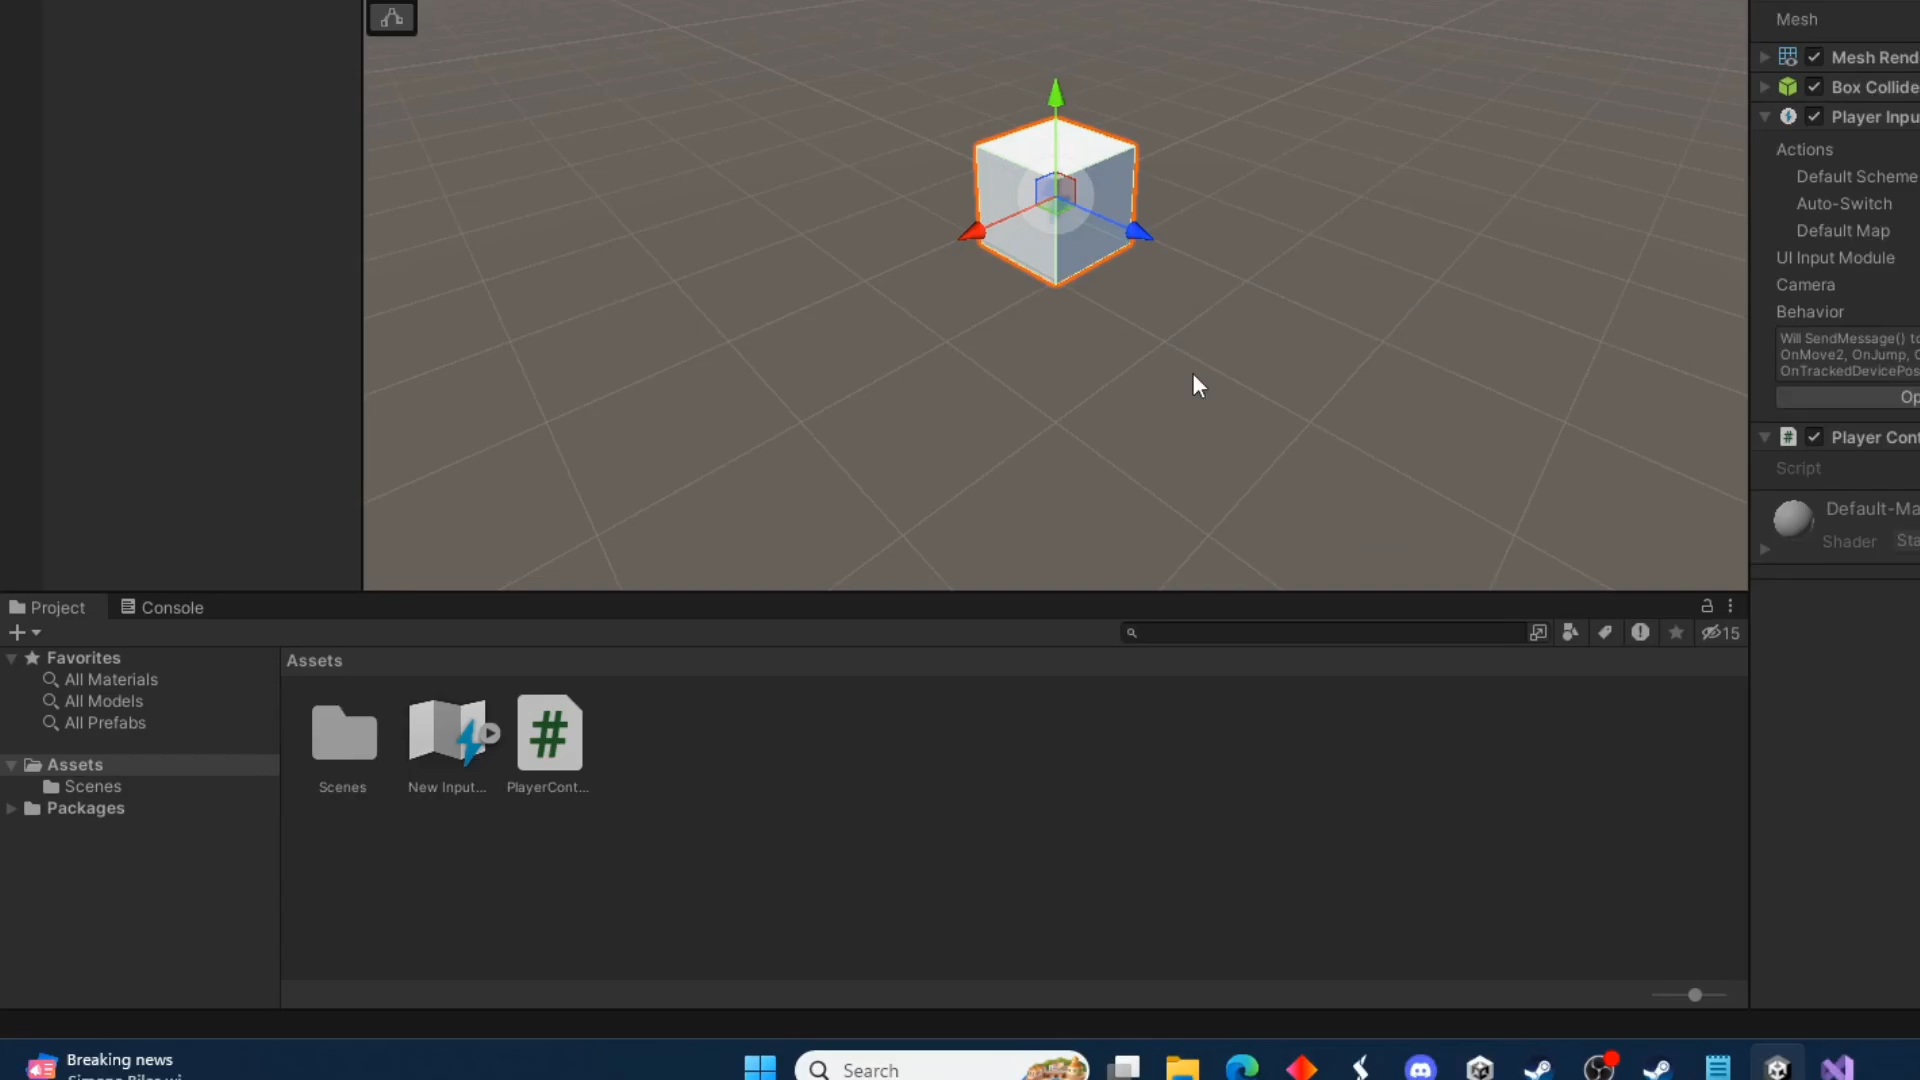 Mesh
Mesh Rend
Box Collide
Player Inpu
Actions
Default Scheme
Auto-Switch
Default Map
UI Input Module
Camera
Behavior
Will SendMessage() to
OnMove2, OnJump, O
OnTrackedDevicePos
Op
Player Cont
Script
Default-Ma
Shader Sta
Project
Console
15
Favorites
All Materials
All Models
All Prefabs
Assets
Scenes
Packages
Assets
Scenes
New Input...
PlayerCont...
Breaking news
Search